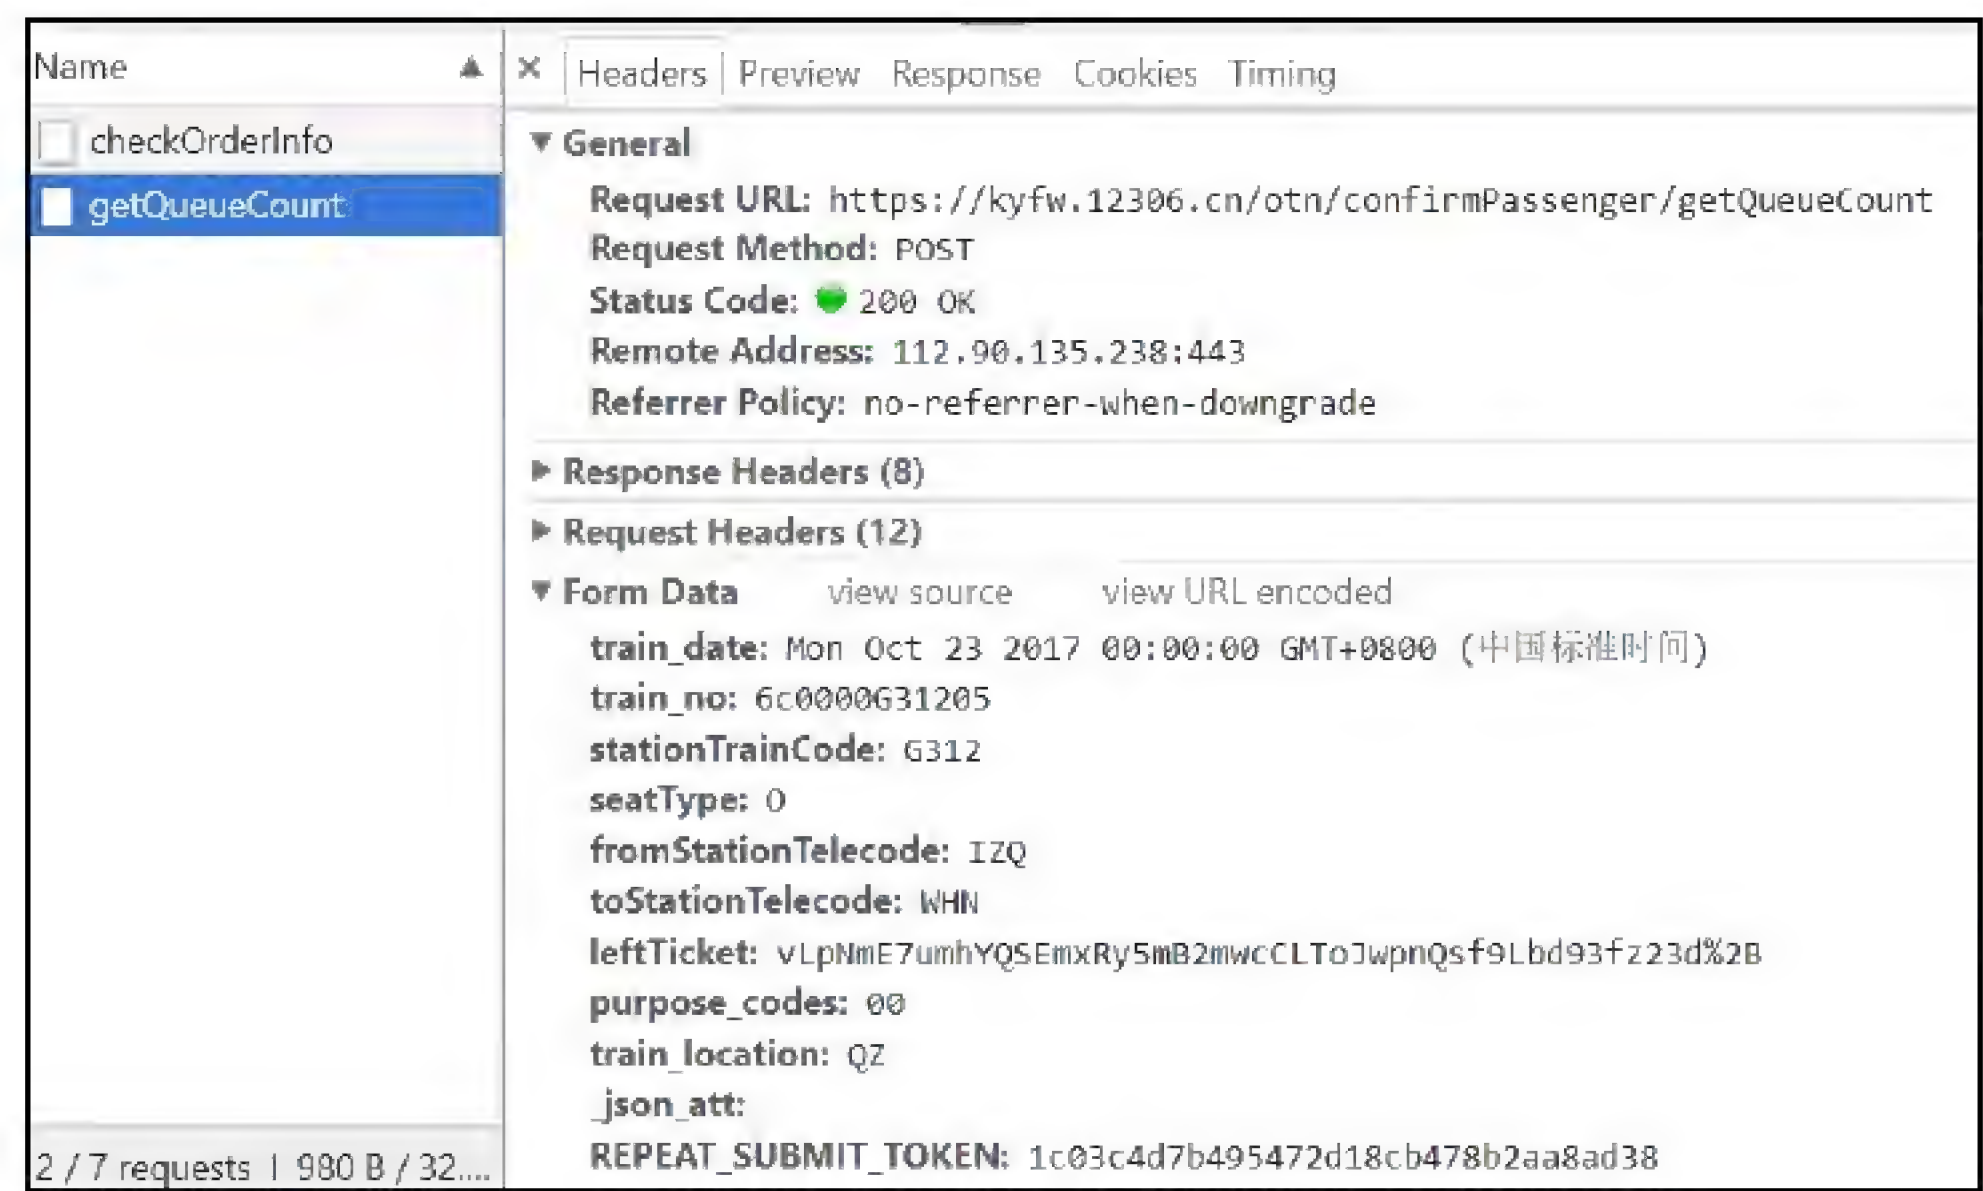 Name
checkOrderInfo
getQueueCount
2 / 7 requests | 980 B / 32....
× Headers Preview Response Cookies Timing
▼ General
Request URL: https://kyfw.12306.cn/otn/confirmPassenger/getQueueCount
Request Method: POST
Status Code: 200 OK
Remote Address: 112.90.135.238:443
Referrer Policy: no-referrer-when-downgrade
▶ Response Headers (8)
▶ Request Headers (12)
▼ Form Data view source view URL encoded
train_date: Mon Oct 23 2017 00:00:00 GMT+0800 (中国标准时间)
train_no: 6c0000G31205
stationTrainCode: G312
seatType: O
fromStationTelecode: IZQ
toStationTelecode: WHN
leftTicket: vLpNmE7umhYQSEmxRy5mB2mwcCLToJwpnQsf9Lbd93fz23d%2B
purpose_codes: 00
train_location: QZ
_json_att:
REPEAT_SUBMIT_TOKEN: 1c03c4d7b495472d18cb478b2aa8ad38